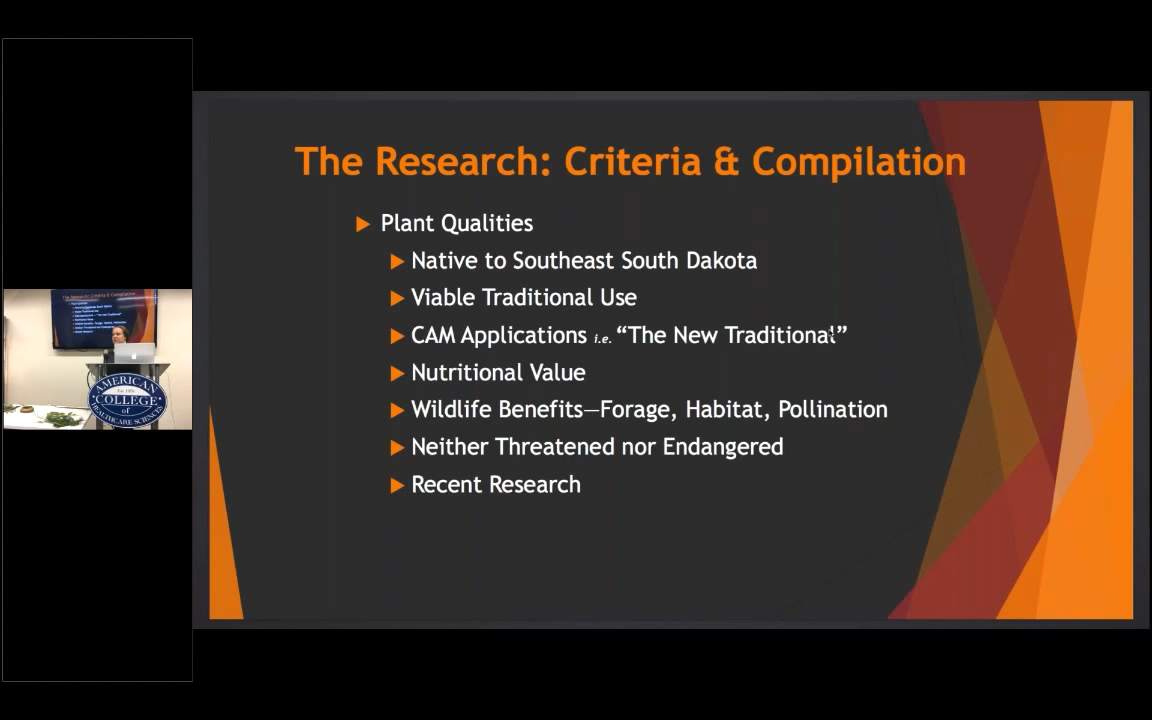 The Research: Criteria & Compilation
Plant Qualities
Native to Southeast South Dakota
Viable Traditional Use
CAM Applications i.e. “The New Traditional”
Nutritional Value
Wildlife Benefits—Forage, Habitat, Pollination
Neither Threatened nor Endangered
Recent Research
AMERICAN
COLLEGE
of
HEALTHCARE SCIENCES